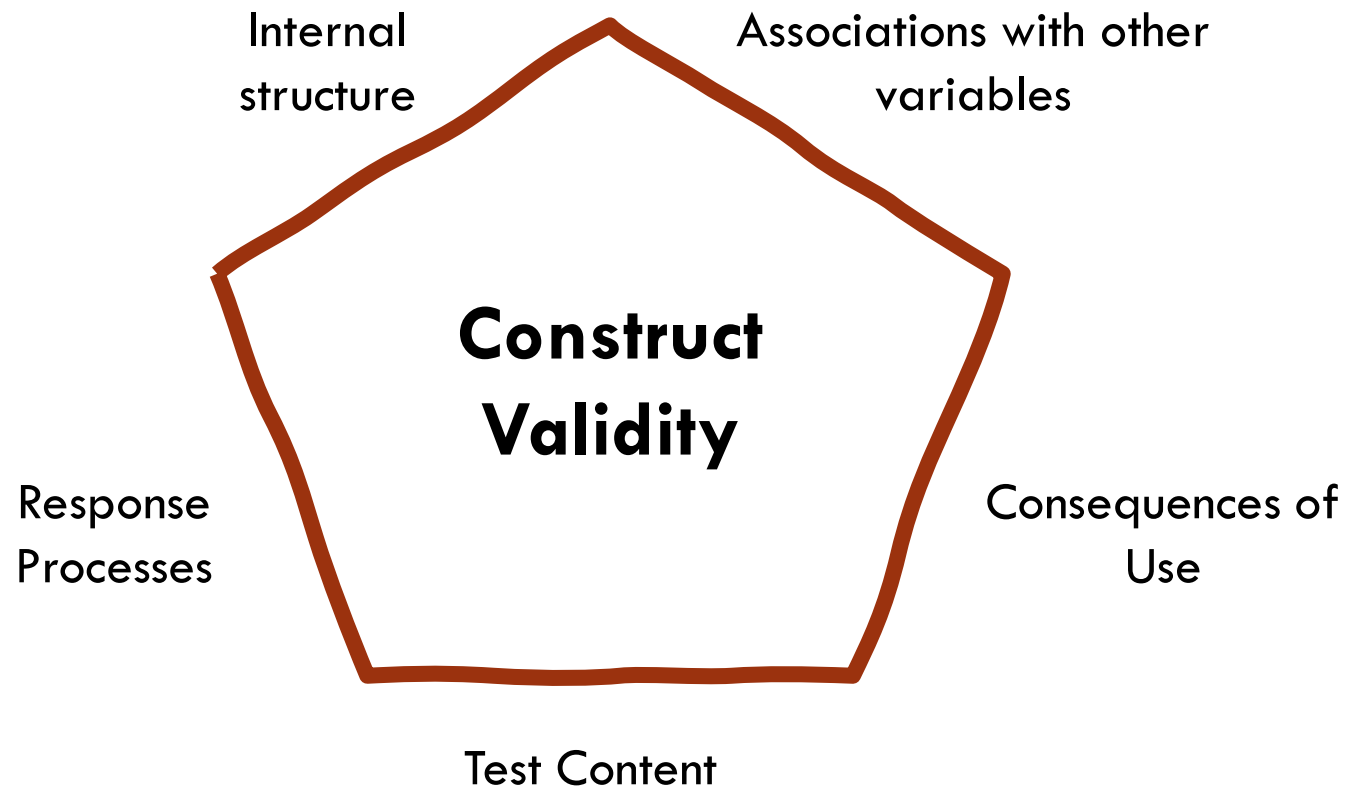 Internal
structure
Associations with other
variables
Construct
Validity
Response
Processes
Consequences of
Use
Test Content